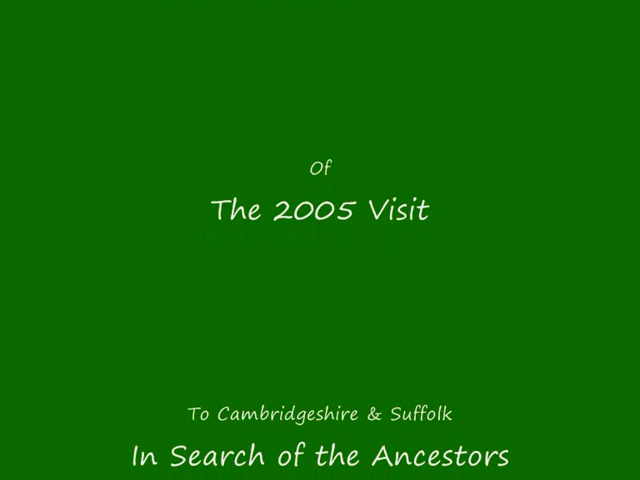 Of
The 2005 Visit
To Cambridgeshire & Suffolk
In Search of the Ancestors